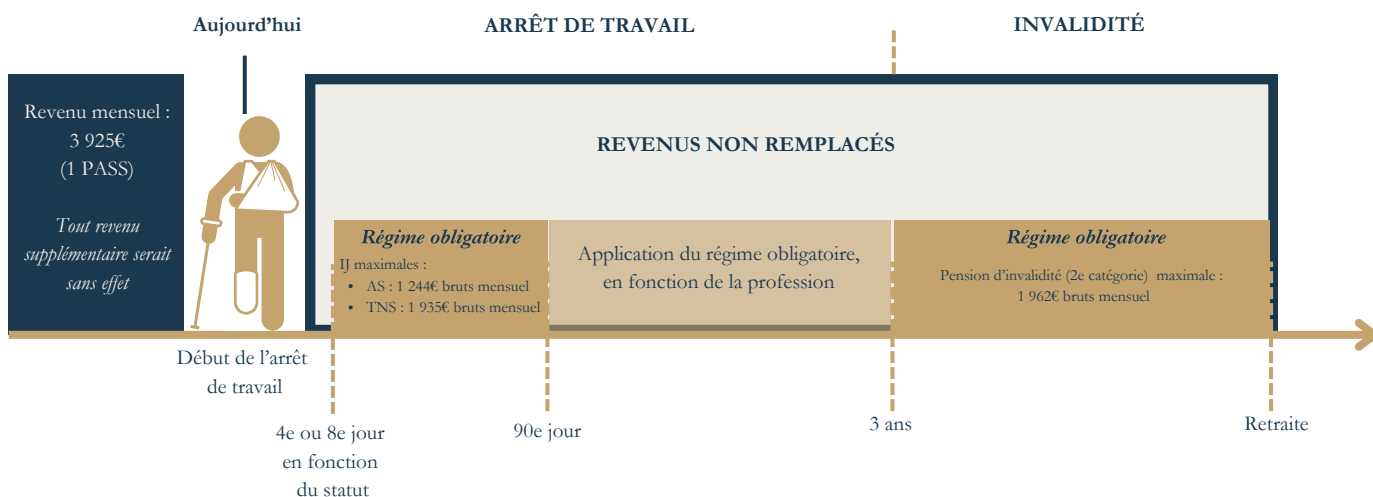 Aujourd'hui
ARRÊT DE TRAVAIL
INVALIDITÉ
Revenu mensuel :
3 925€
(1 PASS)
Tout revenu
supplémentaire serait
sans effet
REVENUS NON REMPLACÉS
Régime obligatoire
IJ maximales :
• AS : 1 244€ bruts mensuel
• TNS : 1 935€ bruts mensuel
Application du régime obligatoire,
en fonction de la profession
Régime obligatoire
Pension d'invalidité (2e catégorie) maximale :
1 962€ bruts mensuel
Début de l'arrêt
de travail
4e ou 8e jour
en fonction
du statut
90e jour
3 ans
Retraite